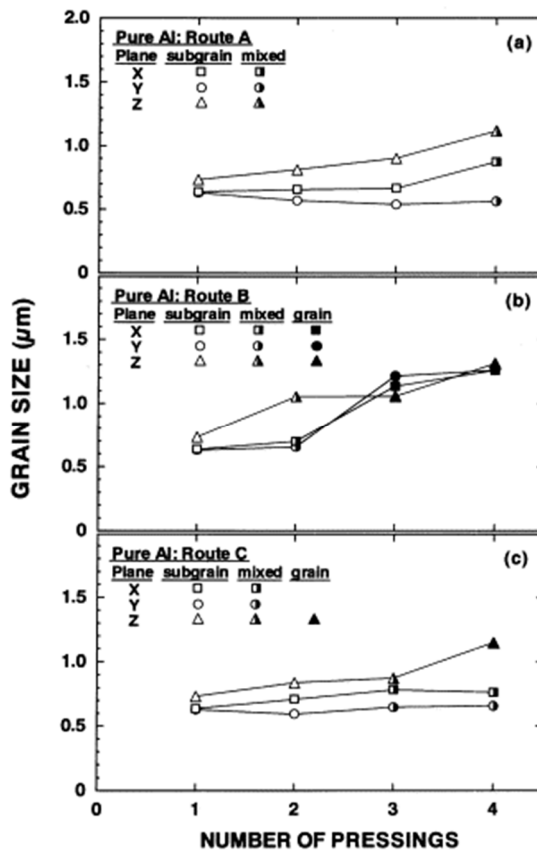 2.0
Pure Al: Route A
(a)
Plane subgrain mixed
X
1.5
Y
Z
1.0
0.5
0
Pure Al: Route B
(b)
Plane subgrain mixed grain
1.5
X
Y
Z
1.0
0.5
0
Pure Al: Route C
(c)
Plane subgrain mixed grain
X
1.5
Y
Z
1.0
0.5
0
0 1 2 3 4
NUMBER OF PRESSINGS
GRAIN SIZE (μm)